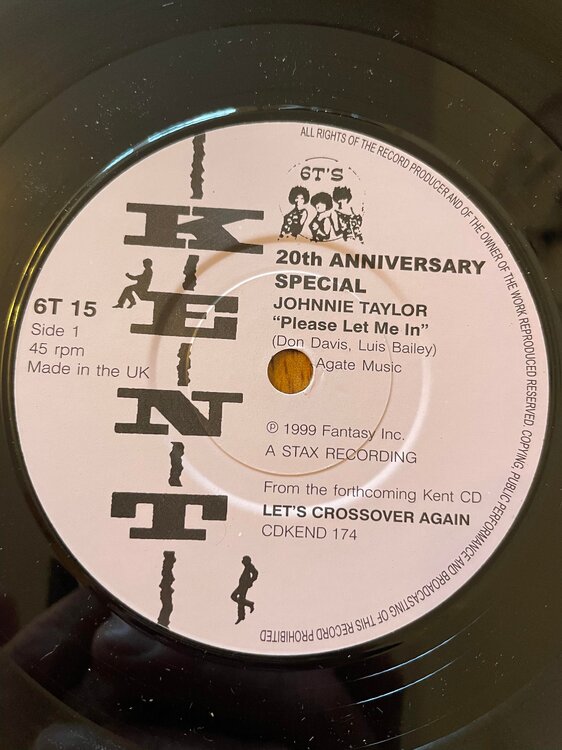 ALL RIGHTS OF THE RECORD PRODUCER AND OF THE OWNER OF THE WORK REPRODUCED RESERVED. COPYING, PUBLIC PERFORMANCE AND BROADCASTING OF THIS RECORD PROHIBITED
6T'S
KENT
20th ANNIVERSARY
SPECIAL
JOHNNIE TAYLOR
"Please Let Me In"
(Don Davis, Luis Bailey)
Agate Music
6T 15
Side 1
45 rpm
Made in the UK
℗ 1999 Fantasy Inc.
A STAX RECORDING
From the forthcoming Kent CD
LET'S CROSSOVER AGAIN
CDKEND 174